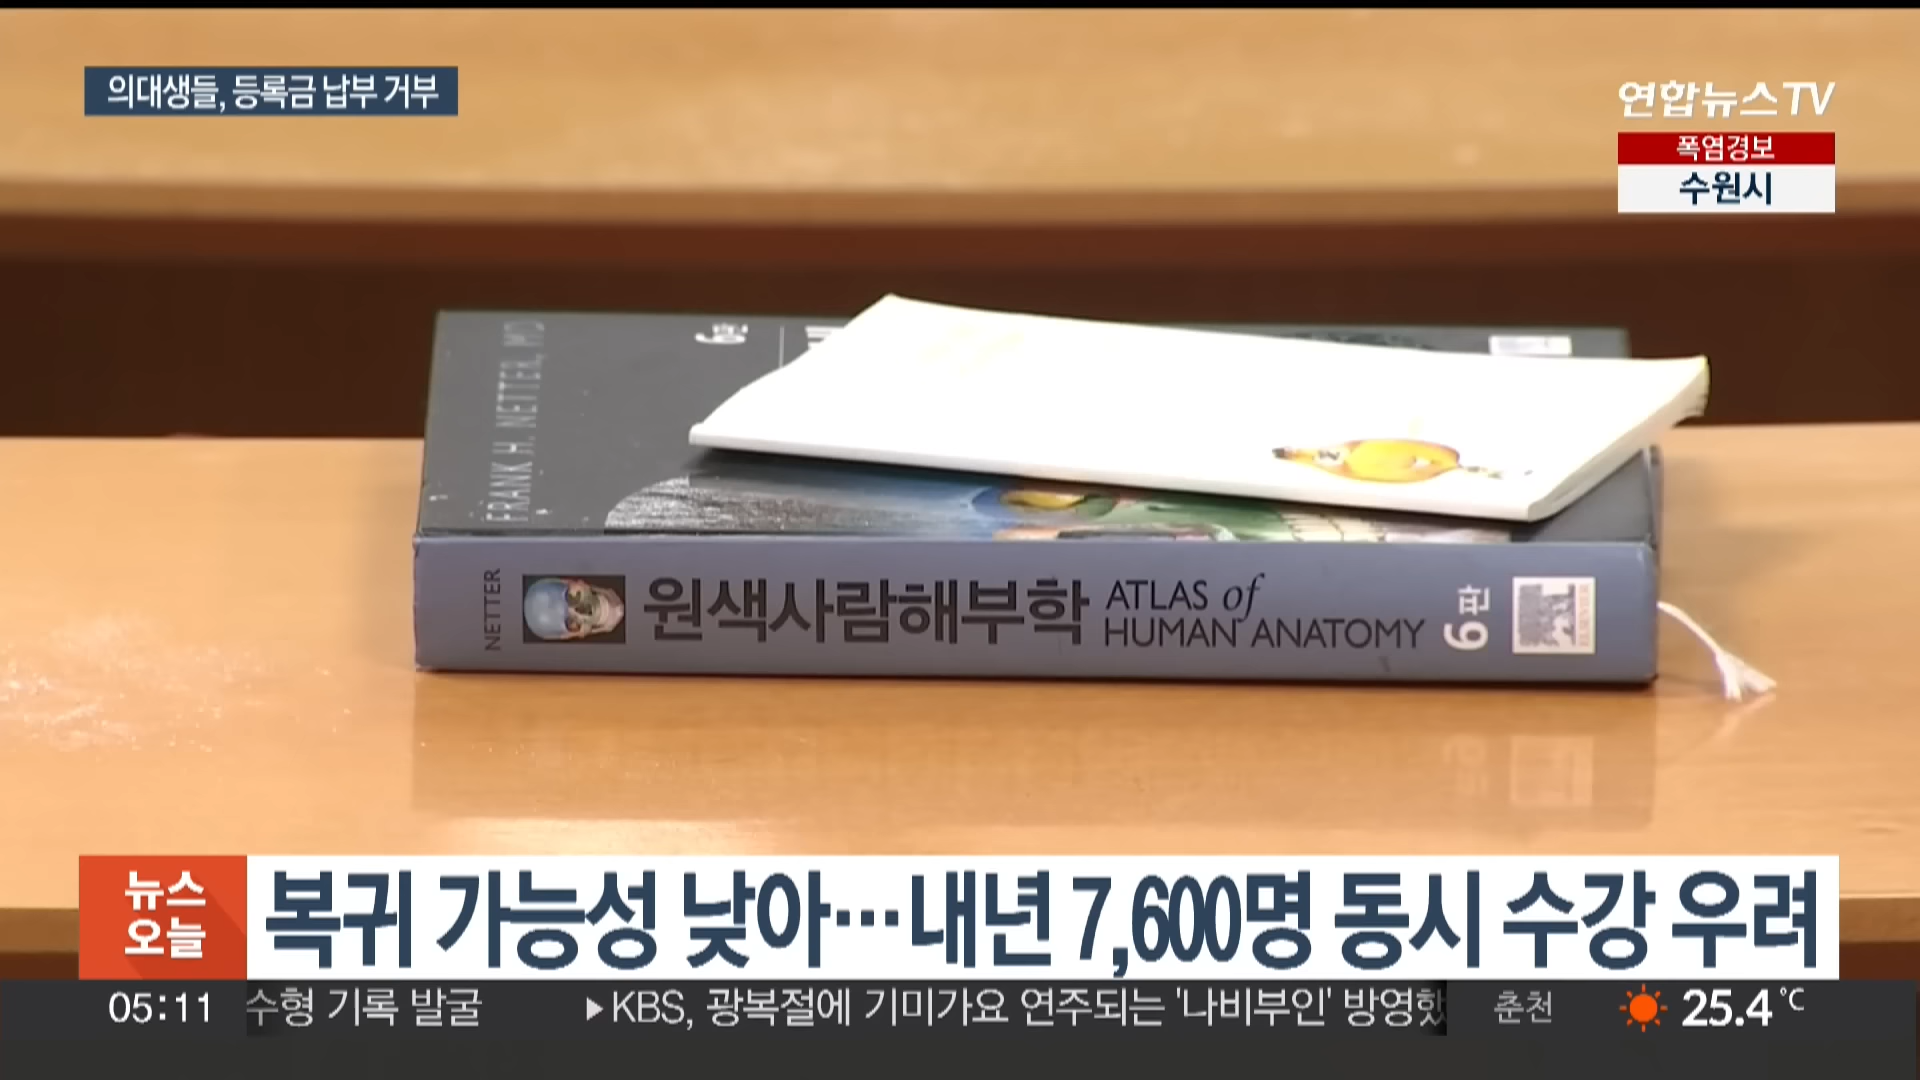 의대생들, 등록금 납부 거부
연합뉴스TV
폭염경보
수원시
6판
FRANK H. NETTER, MD
NETTER
원색사람해부학
ATLAS of
HUMAN ANATOMY
6판
뉴스
오늘
복귀 가능성 낮아…내년 7,600명 동시 수강 우려
05:11
수형 기록 발굴 ▶KBS, 광복절에 기미가요 연주되는 '나비부인' 방영했
춘천
25.4℃